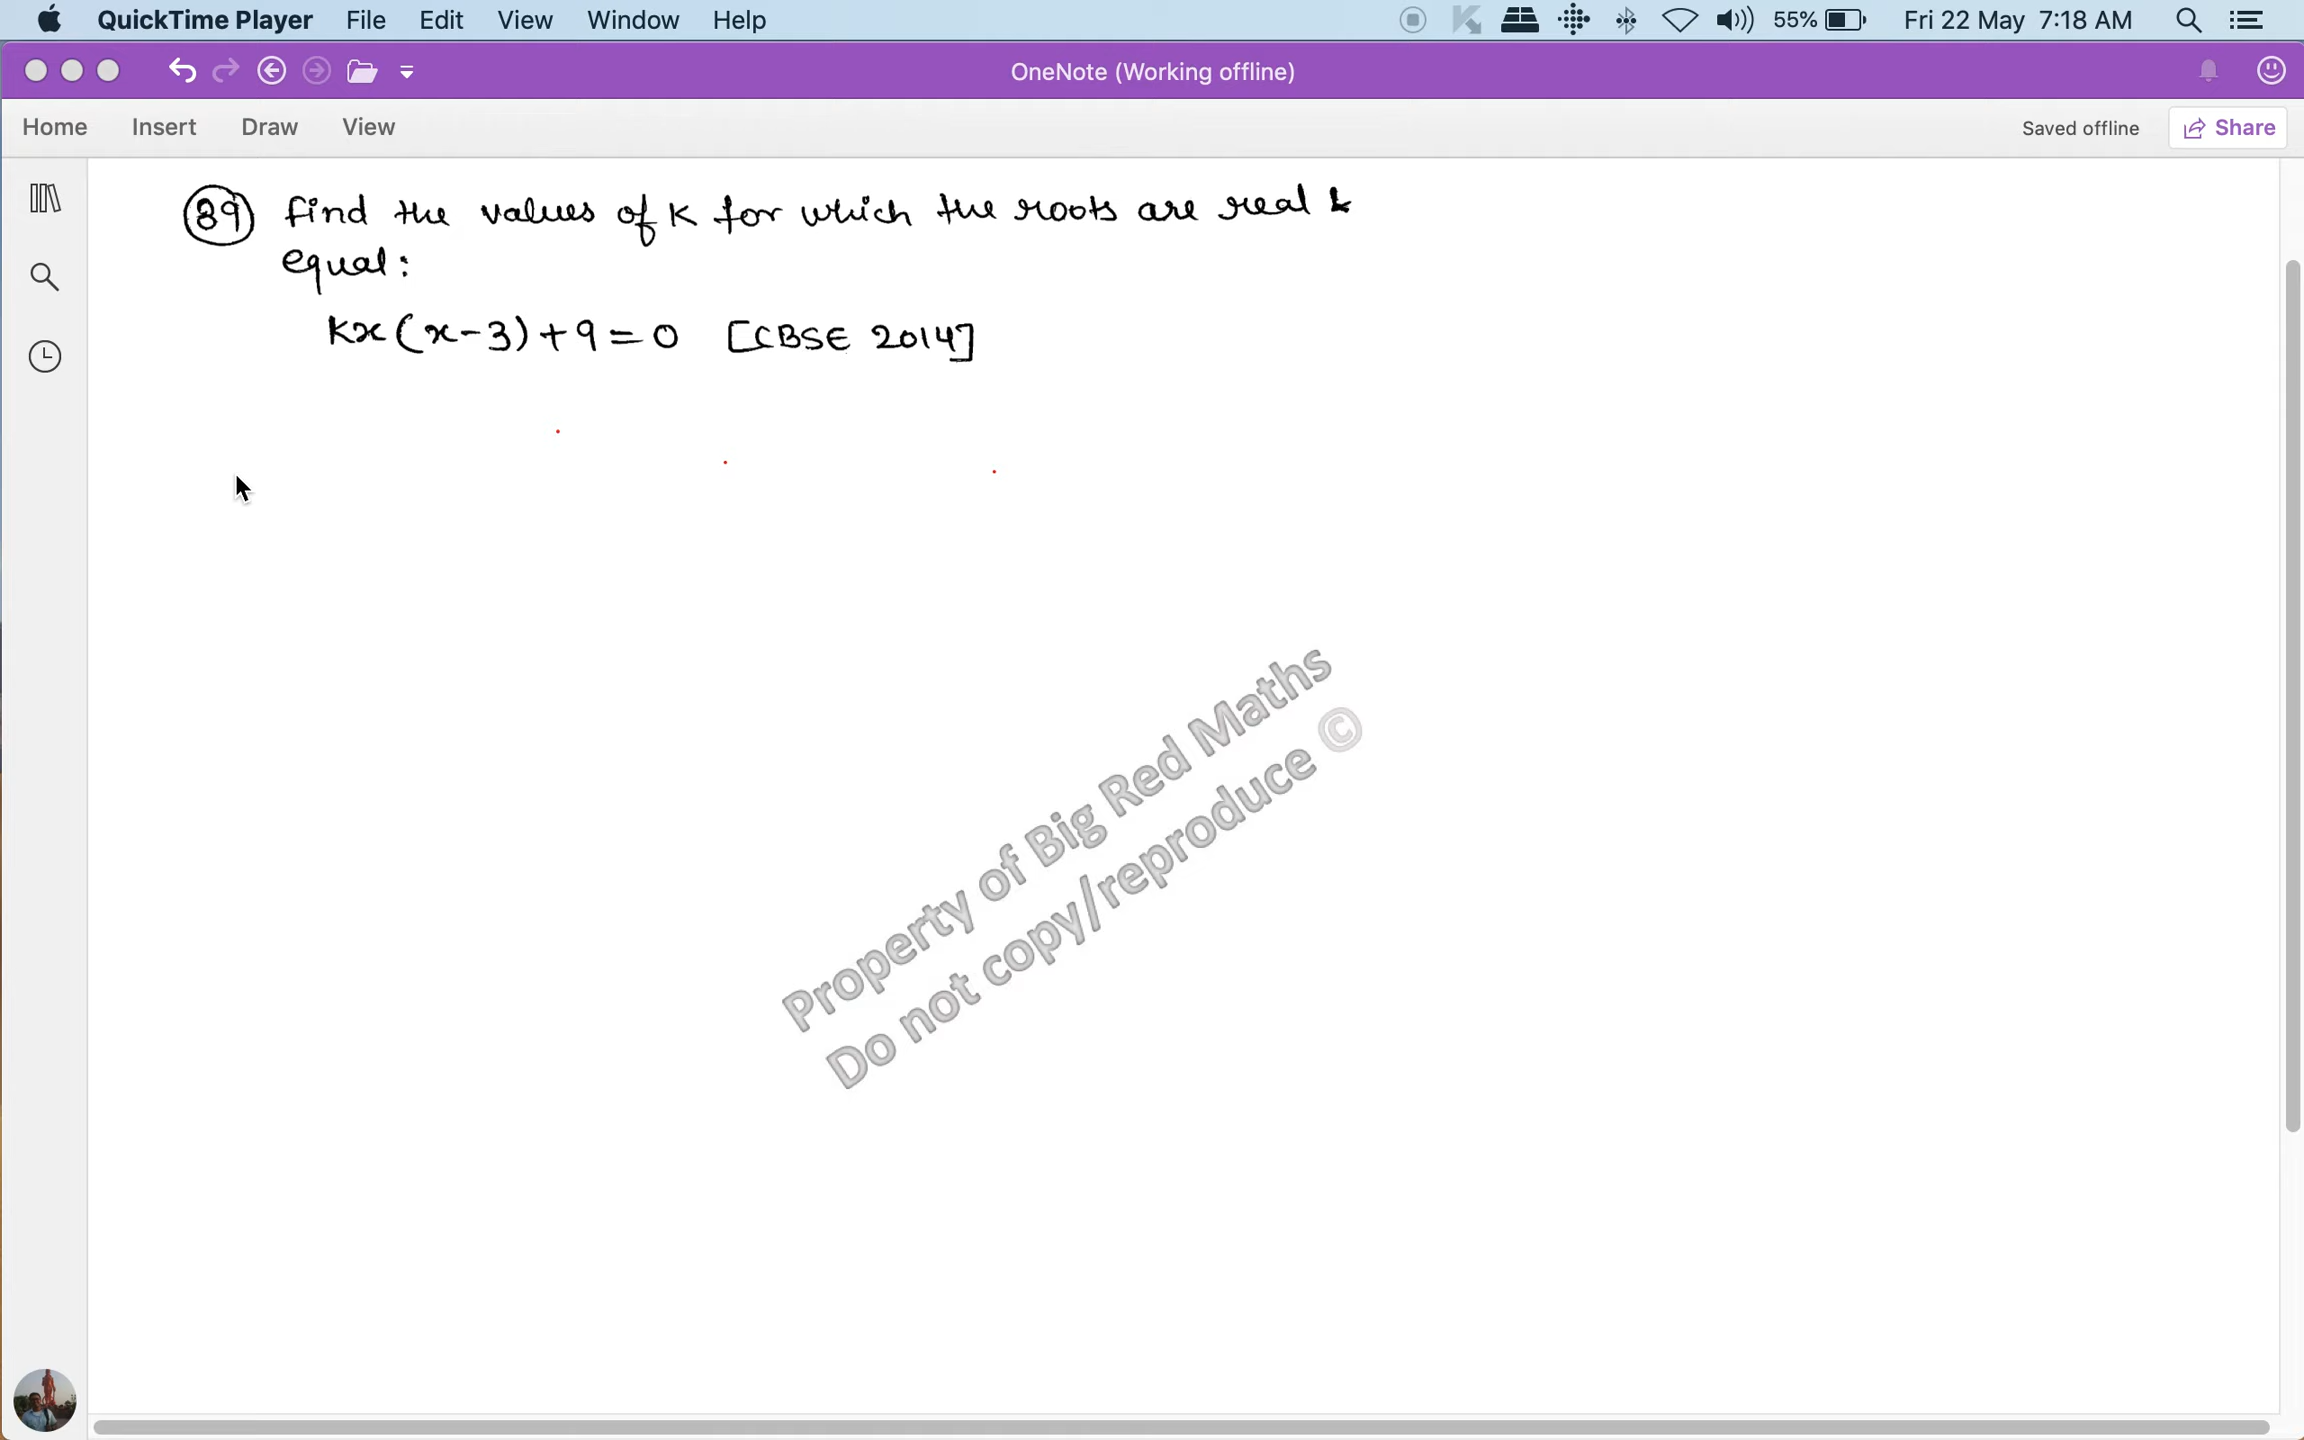 QuickTime Player File Edit View Window Help 55% Fri 22 May 7:18 AM
OneNote (Working offline)
Home Insert Draw View Saved offline Share
89 find the values of K for which the roots are real &
equal:
Kx(x-3)+9=0 [CBSE 2014]
Property of Big Red Maths
Do not copy/reproduce ©